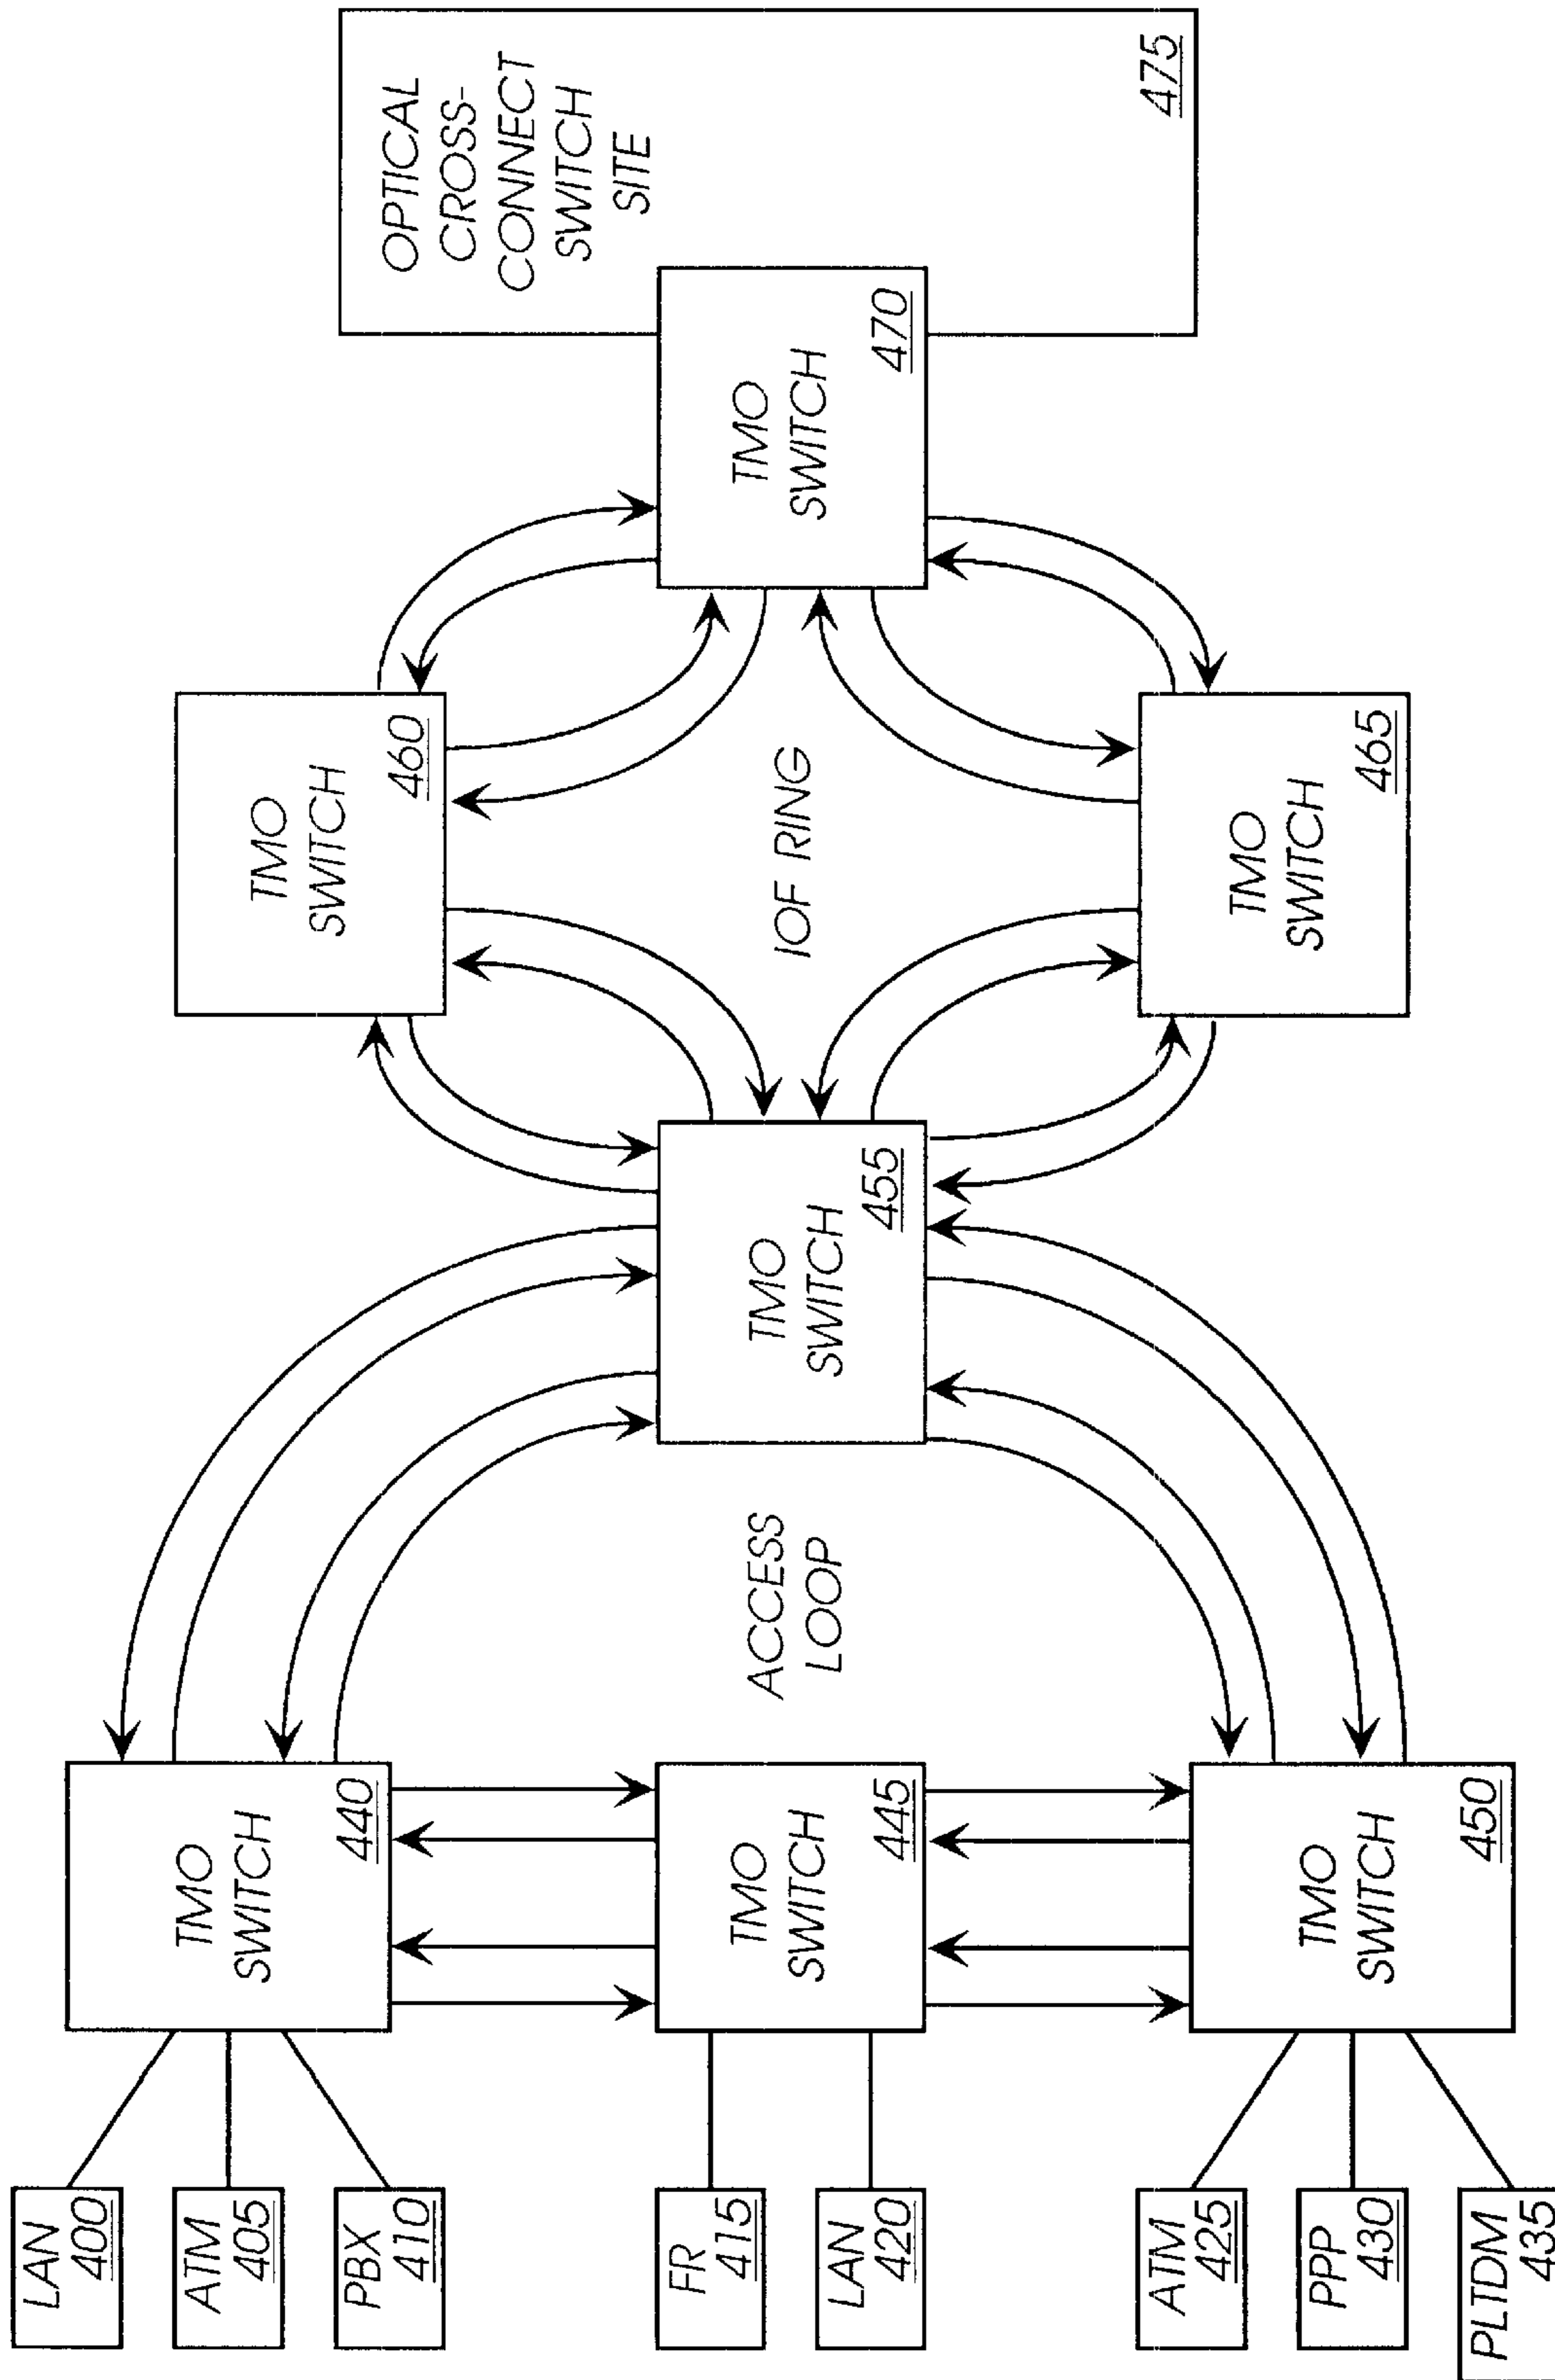 LAN
400
ATM
405
PBX
410
FR
415
LAN
420
ATM
425
PPP
430
PLTDM
435
TMO
SWITCH
440
TMO
SWITCH
445
TMO
SWITCH
450
ACCESS
LOOP
TMO
SWITCH
455
TMO
SWITCH
460
IOF RING
TMO
SWITCH
465
TMO
SWITCH
470
OPTICAL
CROSS-
CONNECT
SWITCH
SITE
475